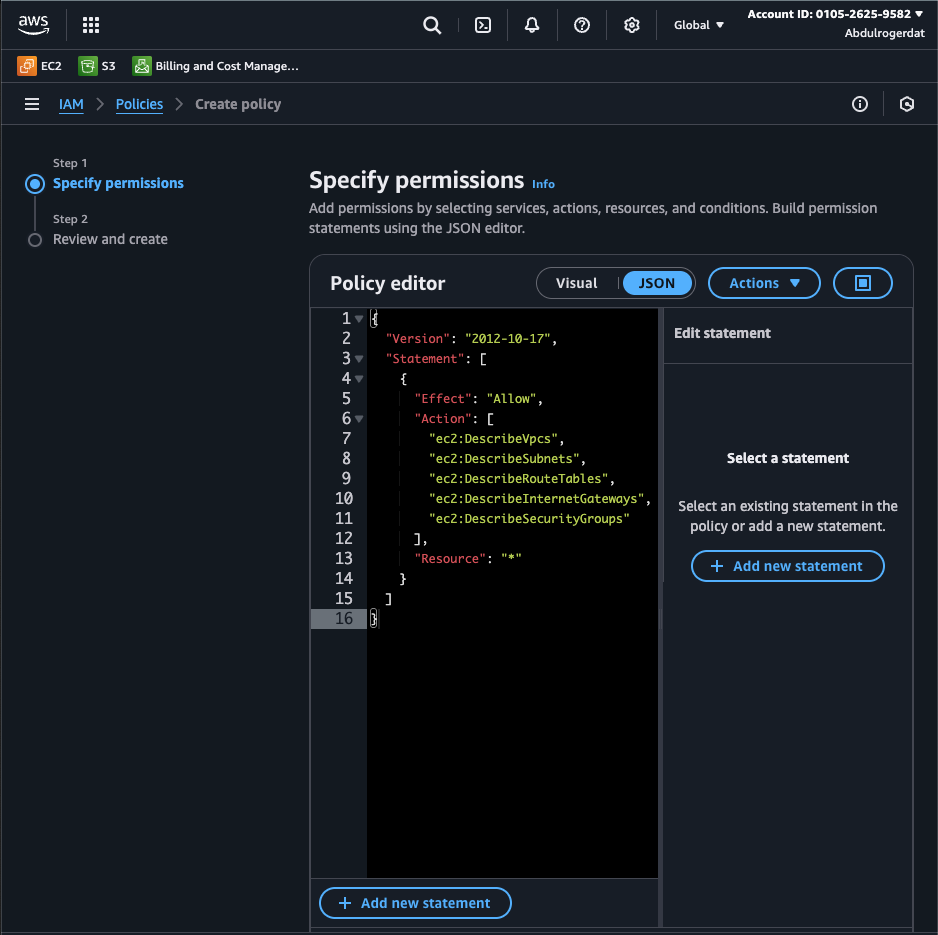 aws
Global
Account ID: 0105-2625-9582
Abdulrogerdat
EC2
S3
Billing and Cost Manage...
IAM
Policies
Create policy
Step 1
Specify permissions
Step 2
Review and create
Specify permissions Info
Add permissions by selecting services, actions, resources, and conditions. Build permission
statements using the JSON editor.
Policy editor
Visual
JSON
Actions
1 {
2 "Version": "2012-10-17",
3 "Statement": [
4 {
5 "Effect": "Allow",
6 "Action": [
7 "ec2:DescribeVpcs",
8 "ec2:DescribeSubnets",
9 "ec2:DescribeRouteTables",
10 "ec2:DescribeInternetGateways",
11 "ec2:DescribeSecurityGroups"
12 ],
13 "Resource": "*"
14 }
15 ]
16 }
Edit statement
Select a statement
Select an existing statement in the
policy or add a new statement.
+ Add new statement
+ Add new statement